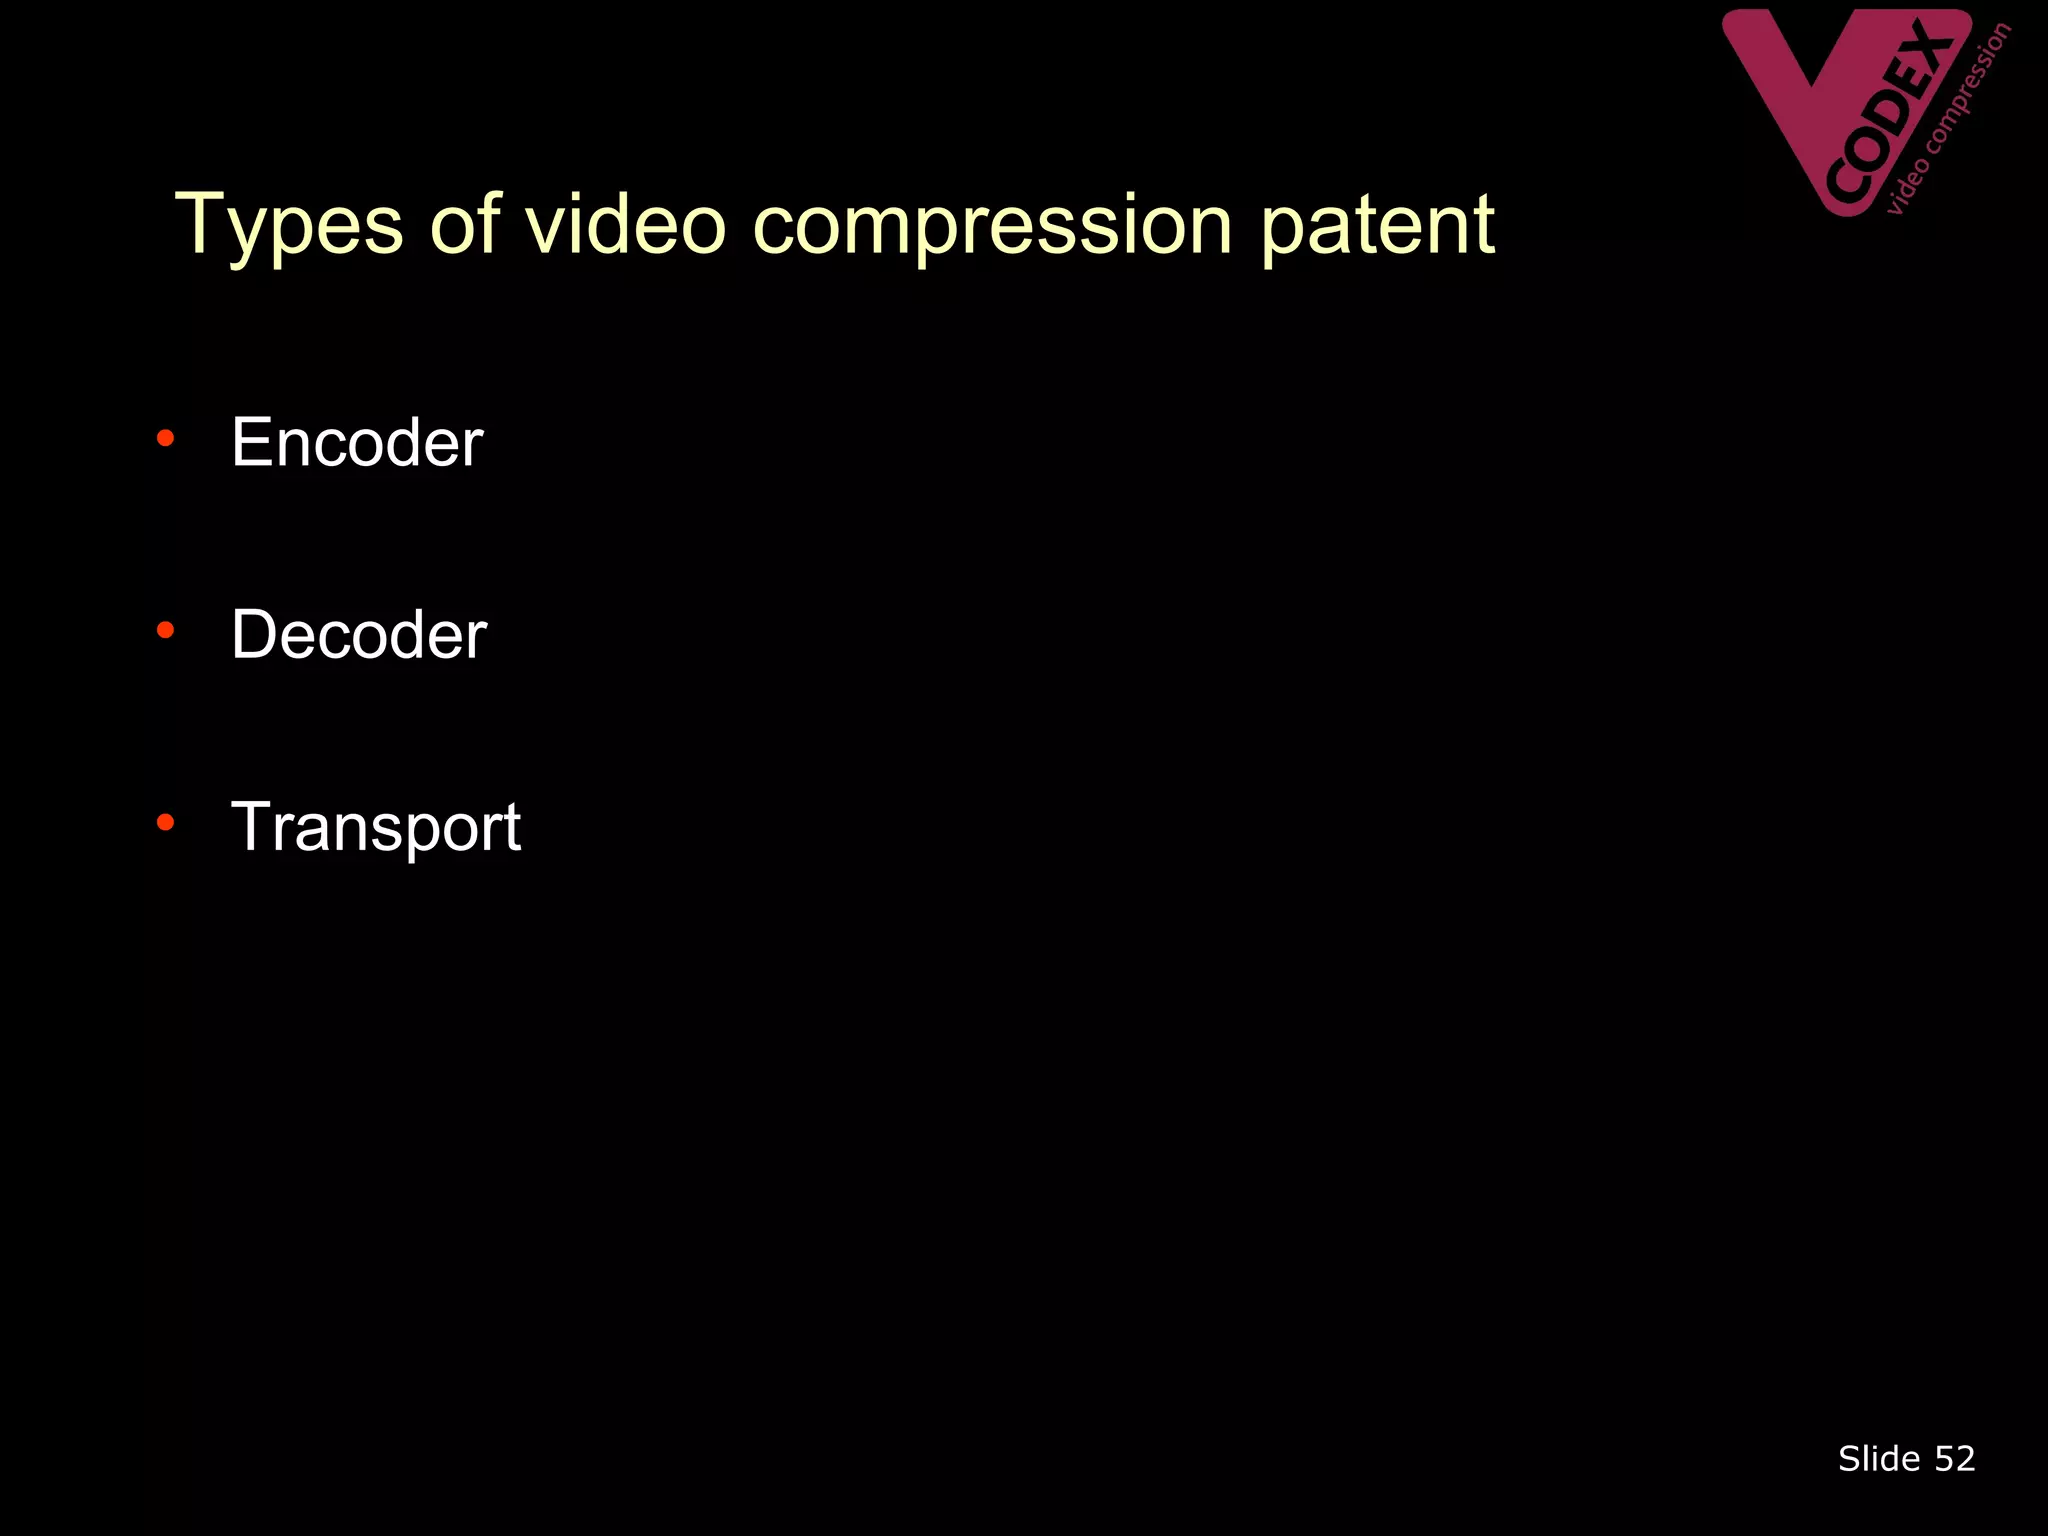 CODEX
video compression
Types of video compression patent
• Encoder
• Decoder
• Transport
Slide 52